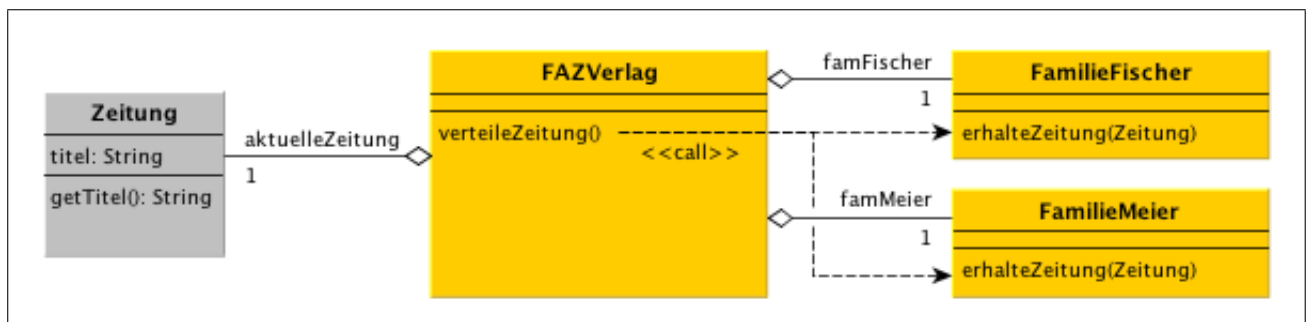 Zeitung
titel: String
getTitel(): String
aktuelleZeitung
1
FAZVerlag
verteileZeitung()
<<call>>
famFischer
1
FamilieFischer
erhalteZeitung(Zeitung)
famMeier
1
FamilieMeier
erhalteZeitung(Zeitung)